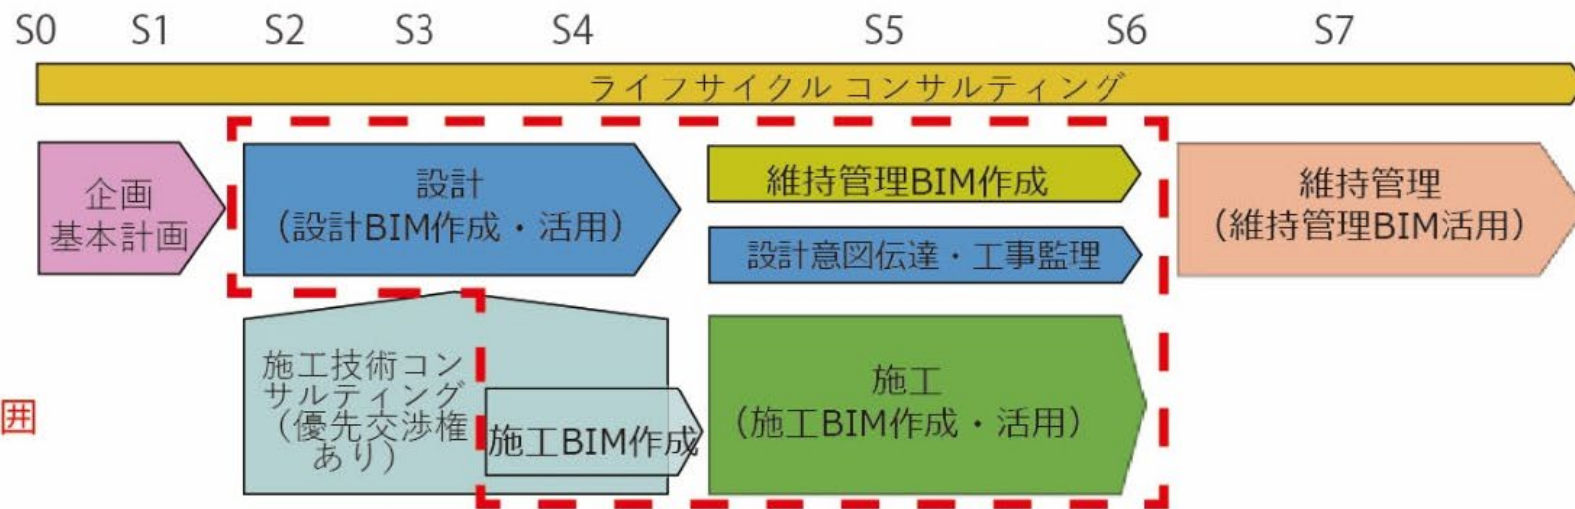 S0 S1 S2 S3 S4 S5 S6 S7
ライフサイクル コンサルティング
企画
基本計画
設計
（設計BIM作成・活用）
維持管理BIM作成
設計意図伝達・工事監理
維持管理
（維持管理BIM活用）
施工技術コン
サルティング
（優先交渉権
あり）
施工BIM作成
施工
（施工BIM作成・活用）
囲